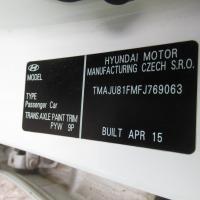 HYUNDAI MOTOR
MANUFACTURING CZECH S.R.O.
MODEL
TMAJU81FMFJ769063
TYPE
Passenger Car
TRANS AXLE PAINT TRIM
PYW 9P
BUILT APR 15